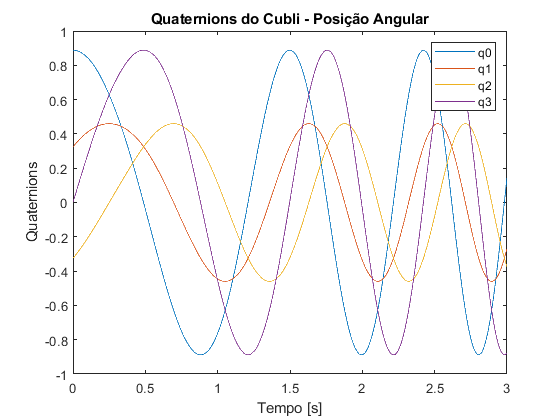 Quaternions do Cubli - Posição Angular
1
0.8
0.6
0.4
0.2
0
-0.2
-0.4
-0.6
-0.8
-1
Quaternions
q0
q1
q2
q3
0 0.5 1 1.5 2 2.5 3
Tempo [s]